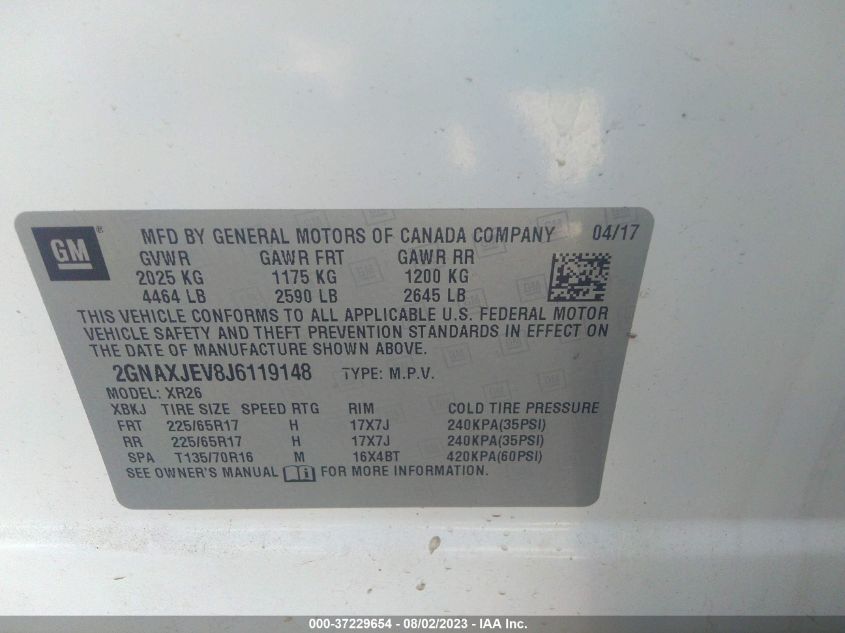 GM ® MFD BY GENERAL MOTORS OF CANADA COMPANY 04/17
GVWR GAWR FRT GAWR RR
2025 KG 1175 KG 1200 KG
4464 LB 2590 LB 2645 LB
THIS VEHICLE CONFORMS TO ALL APPLICABLE U.S. FEDERAL MOTOR
VEHICLE SAFETY AND THEFT PREVENTION STANDARDS IN EFFECT ON
THE DATE OF MANUFACTURE SHOWN ABOVE.
2GNAXJEV8J6119148 TYPE: M.P.V.
MODEL: XR26
XBKJ TIRE SIZE SPEED RTG RIM COLD TIRE PRESSURE
FRT 225/65R17 H 17X7J 240KPA(35PSI)
RR 225/65R17 H 17X7J 240KPA(35PSI)
SPA T135/70R16 M 16X4BT 420KPA(60PSI)
SEE OWNER'S MANUAL FOR MORE INFORMATION.
000-37229654 - 08/02/2023 - IAA Inc.